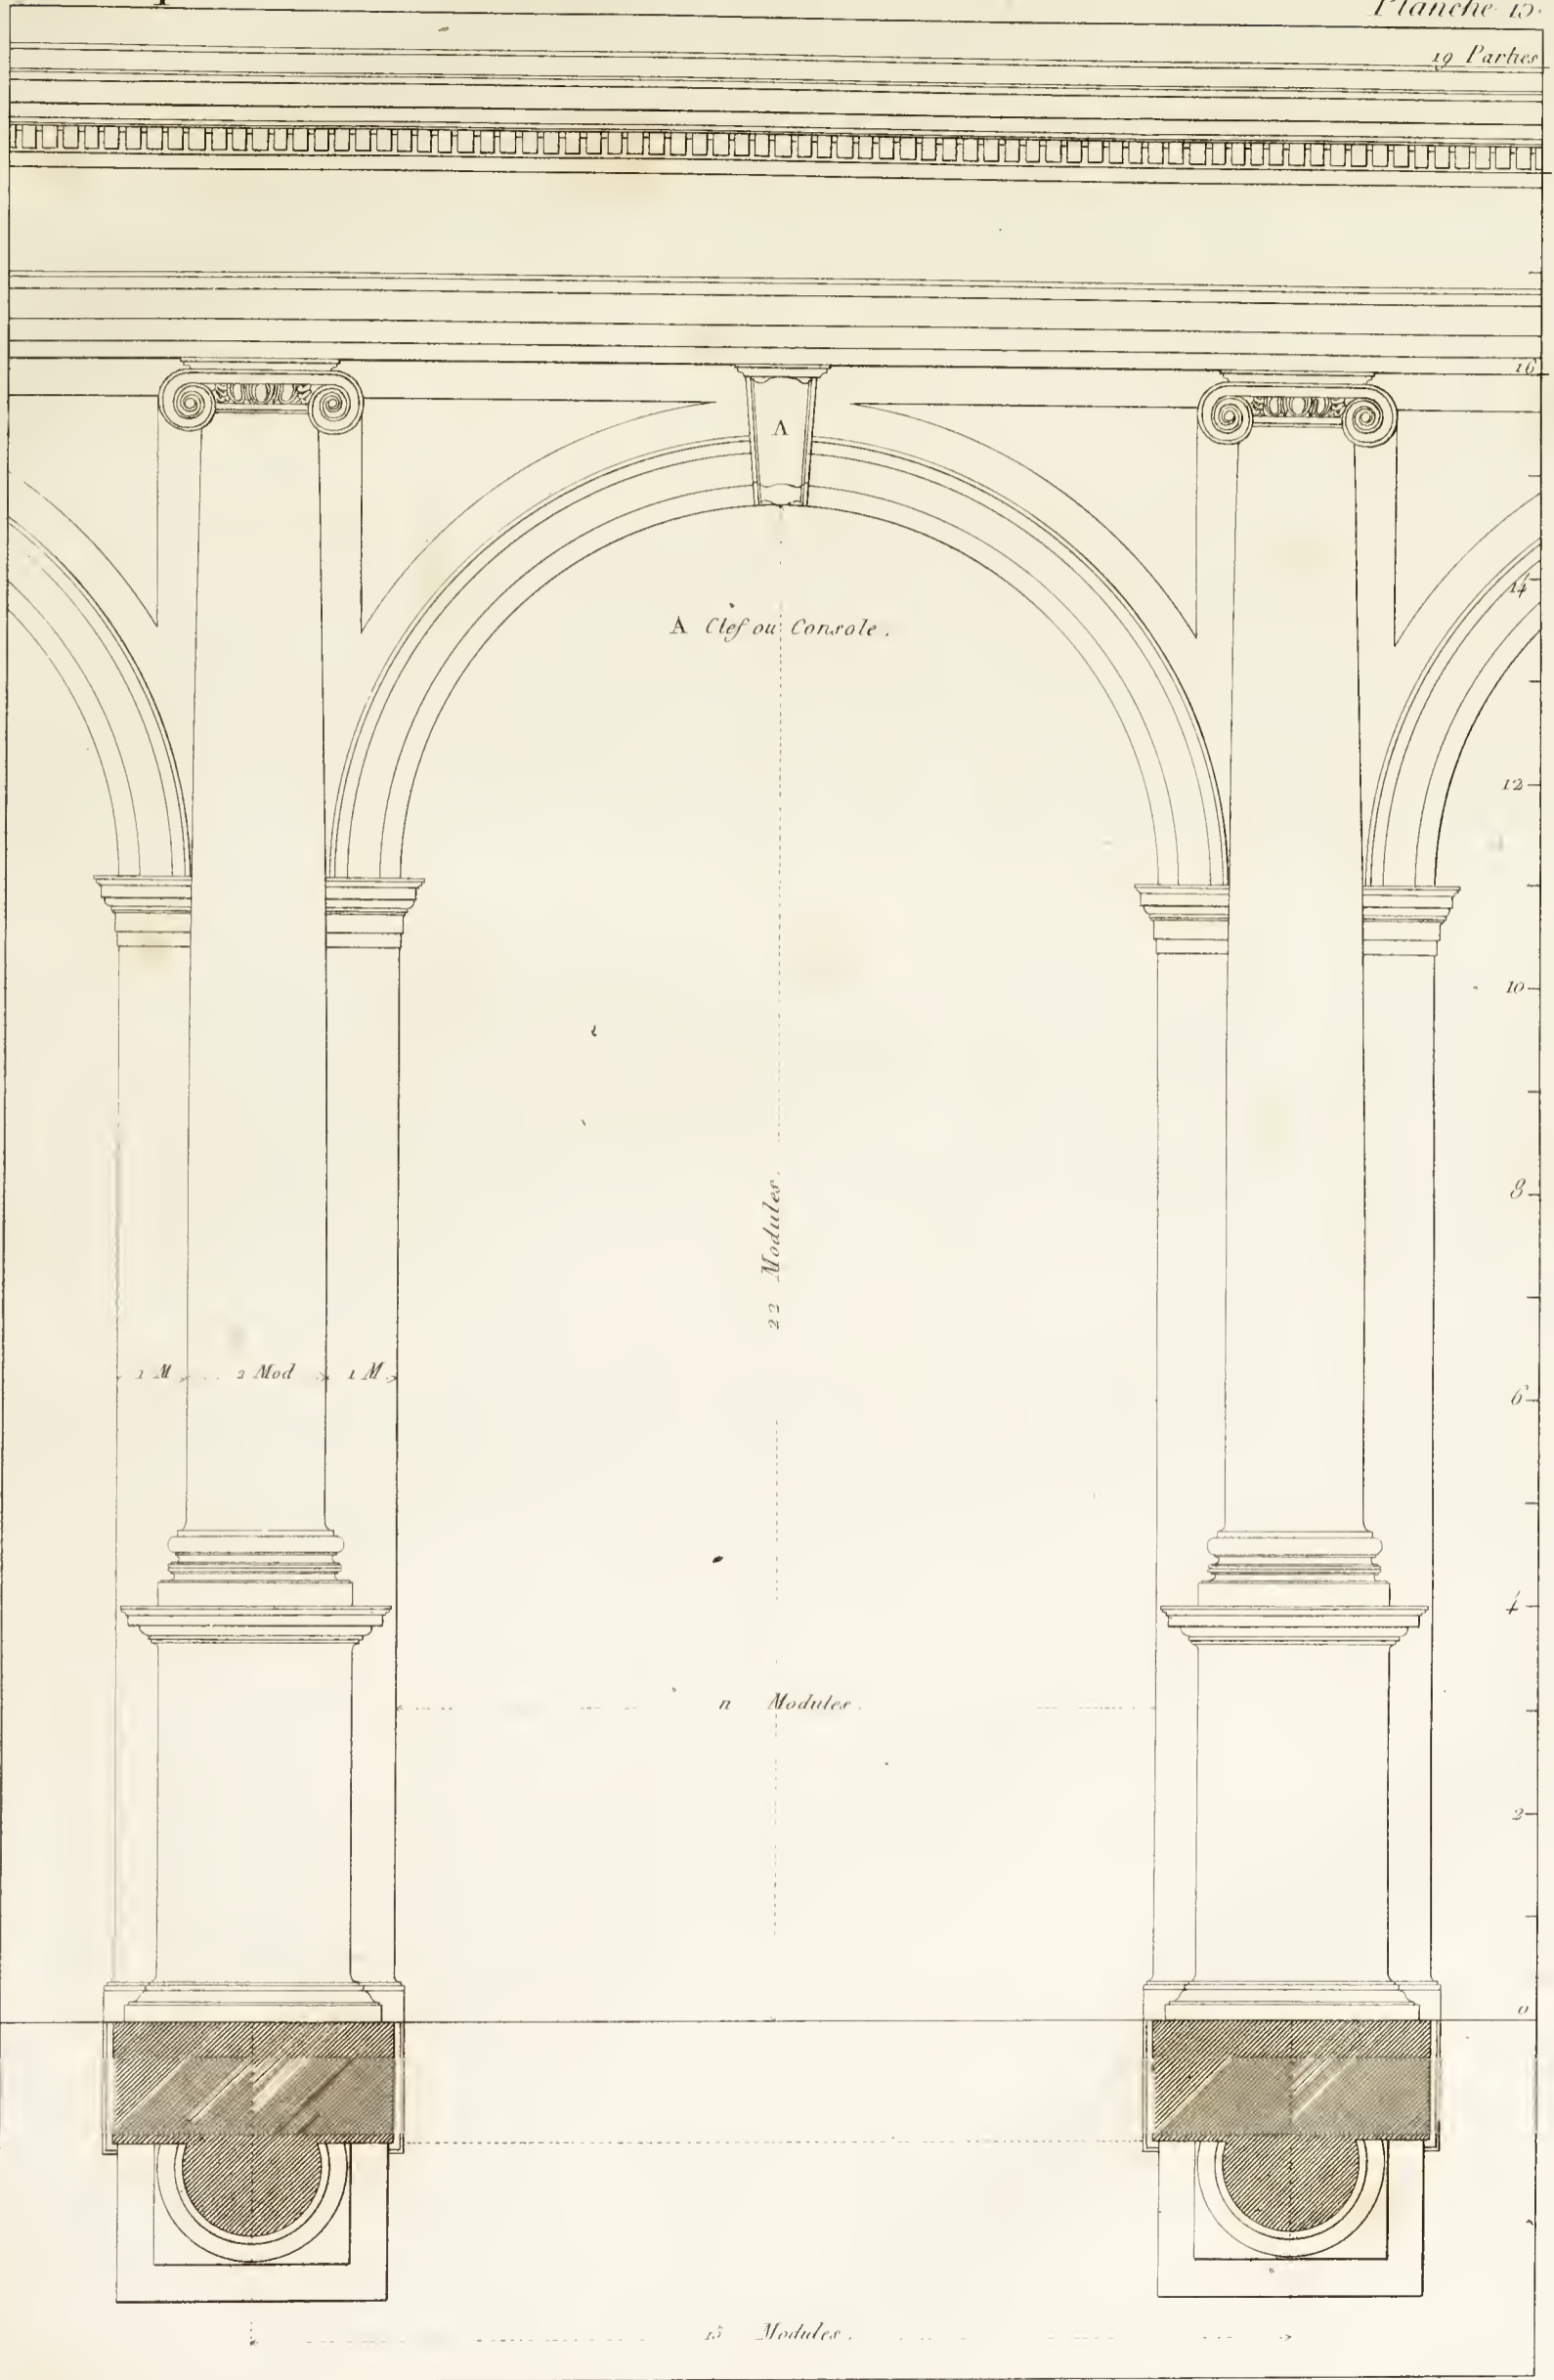 Planche 15.
19 Parties
16
A
14
A Clef ou Console.
12
10
8
22 Modules.
1 M 2 Mod 1 M.
6
4
11 Modules.
2
0
15 Modules.